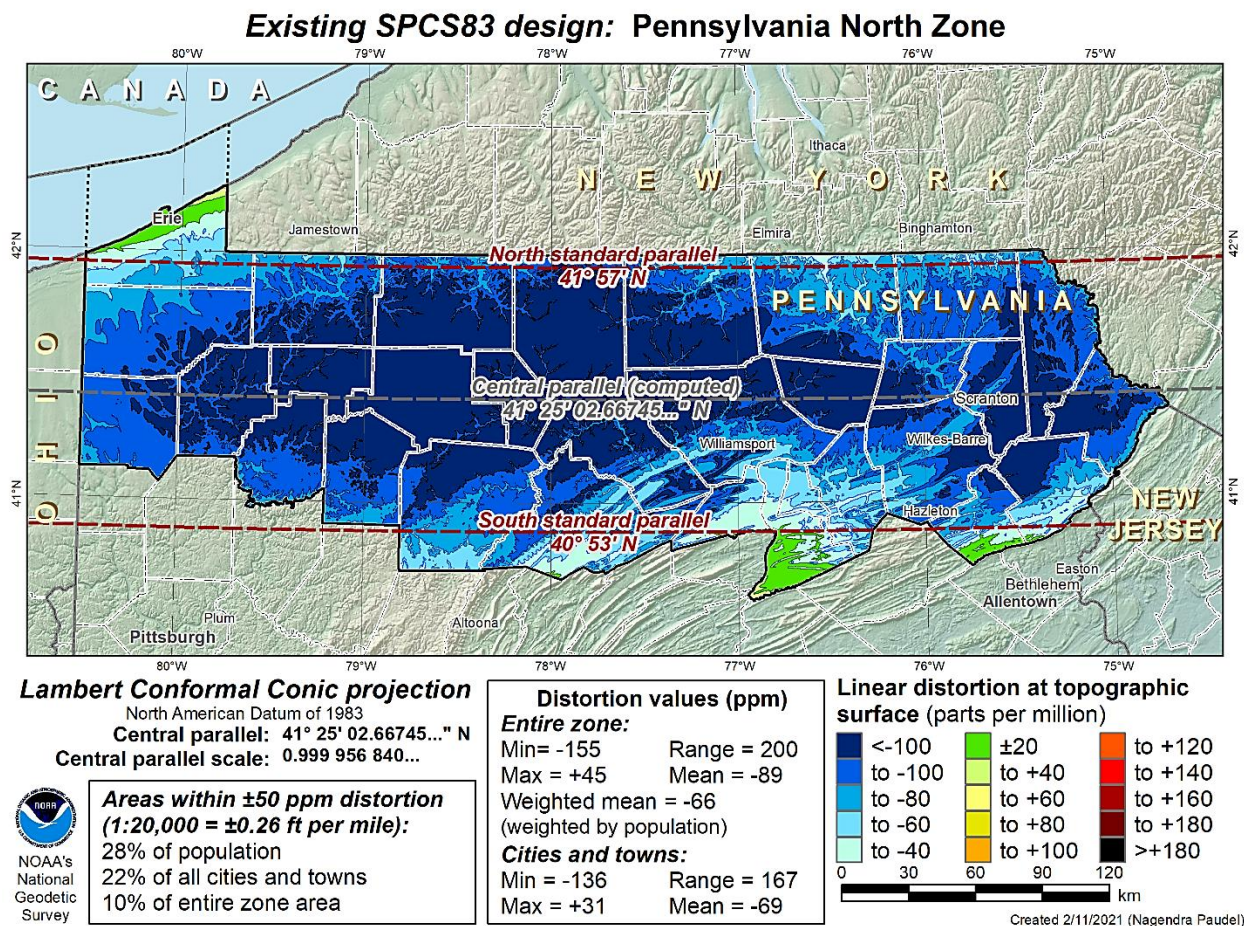 Existing SPCS83 design: Pennsylvania North Zone
80°W 79°W 78°W 77°W 76°W 75°W
C A N A D A
Ithaca
N E W Y O R K
Erie
Jamestown
Elmira
Binghamton
42°N
42°N
North standard parallel
41° 57' N
PENNSYLVANIA
OHIO
Central parallel (computed)
41° 25' 02.66745..." N
Scranton
Williamsport
Wilkes-Barre
41°N
41°N
NEW
JERSEY
South standard parallel
40° 53' N
Hazleton
Easton
Bethlehem
Allentown
Plum
Pittsburgh
Altoona
80°W 79°W 78°W 77°W 76°W 75°W
Lambert Conformal Conic projection
North American Datum of 1983
Central parallel: 41° 25' 02.66745..." N
Central parallel scale: 0.999 956 840...
NOAA
NOAA's
National
Geodetic
Survey
Areas within ±50 ppm distortion
(1:20,000 = ±0.26 ft per mile):
28% of population
22% of all cities and towns
10% of entire zone area
Distortion values (ppm)
Entire zone:
Min= -155 Range = 200
Max = +45 Mean = -89
Weighted mean = -66
(weighted by population)
Cities and towns:
Min = -136 Range = 167
Max = +31 Mean = -69
Linear distortion at topographic
surface (parts per million)
<-100 ±20 to +120
to -100 to +40 to +140
to -80 to +60 to +160
to -60 to +80 to +180
to -40 to +100 >+180
0 30 60 90 120
km
Created 2/11/2021 (Nagendra Paudel)